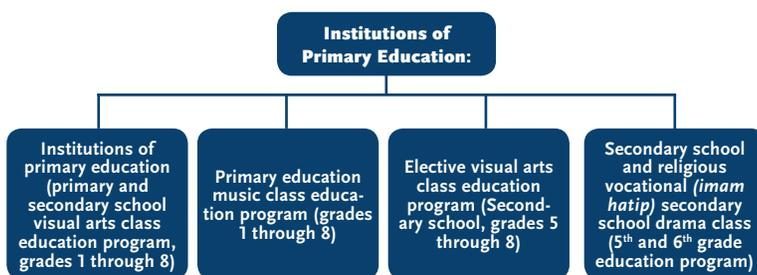 Institutions of
Primary Education:
Institutions of
primary education
(primary and
secondary school
visual arts class
education program,
grades 1 through 8)
Primary education
music class educa-
tion program (grades
1 through 8)
Elective visual arts
class education
program (Second-
ary school, grades 5
through 8)
Secondary school
and religious
vocational (imam
hatip) secondary
school drama class
(5th and 6th grade
education program)